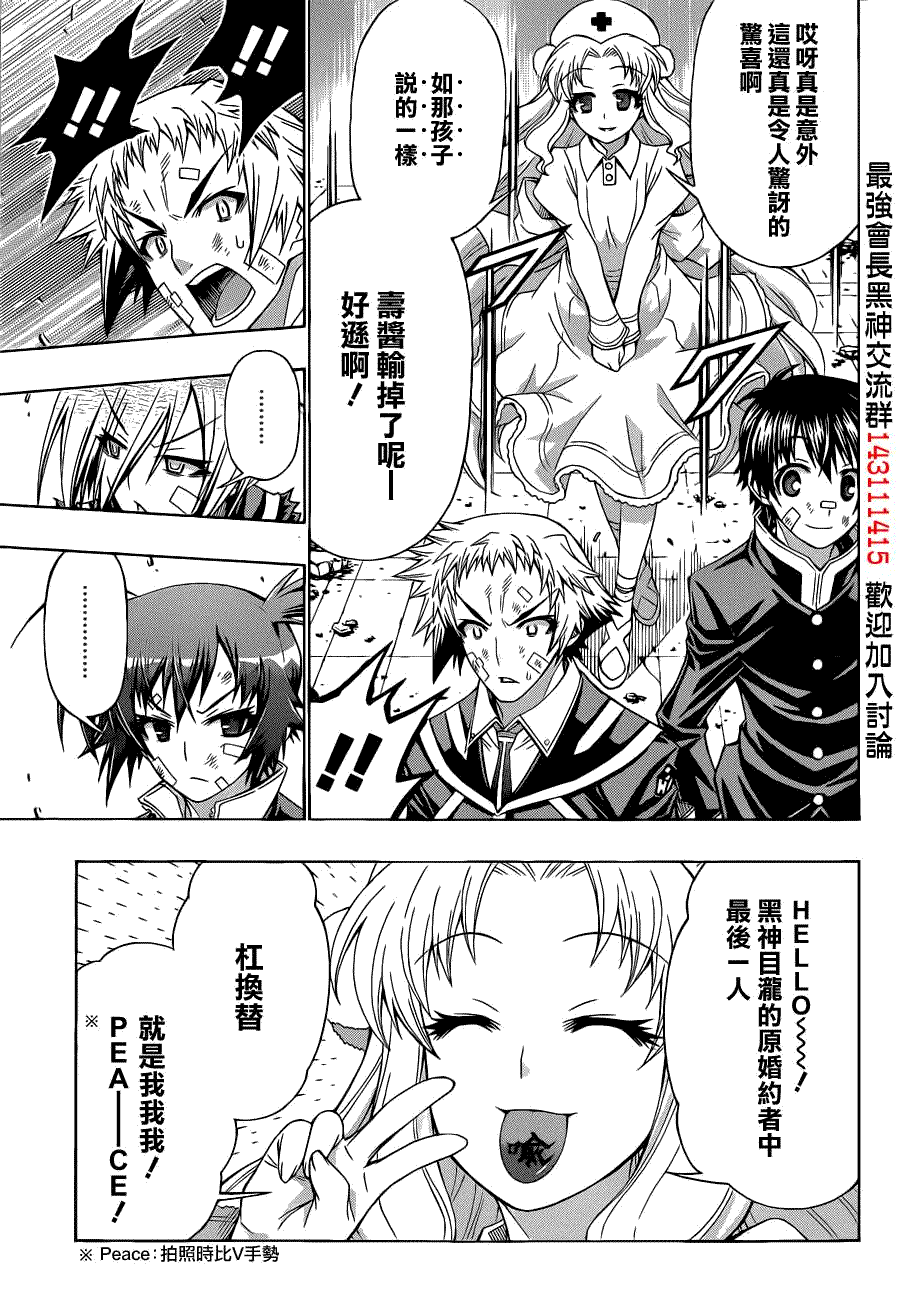 哎呀真是意外
這還真是令人驚訝的
驚喜啊
如那孩子
説的一樣
壽醬輸掉了呢—
好遜啊！
!!
!!
!!
…………
…………
HELLO~~~~！
黑神目瀧的原婚約者中
最後一人
杠換替
就是我我我！
※PEA——CE！
喩
※ Peace：拍照時比V手勢
最強會長黑神交流群143111415 歡迎加入討論